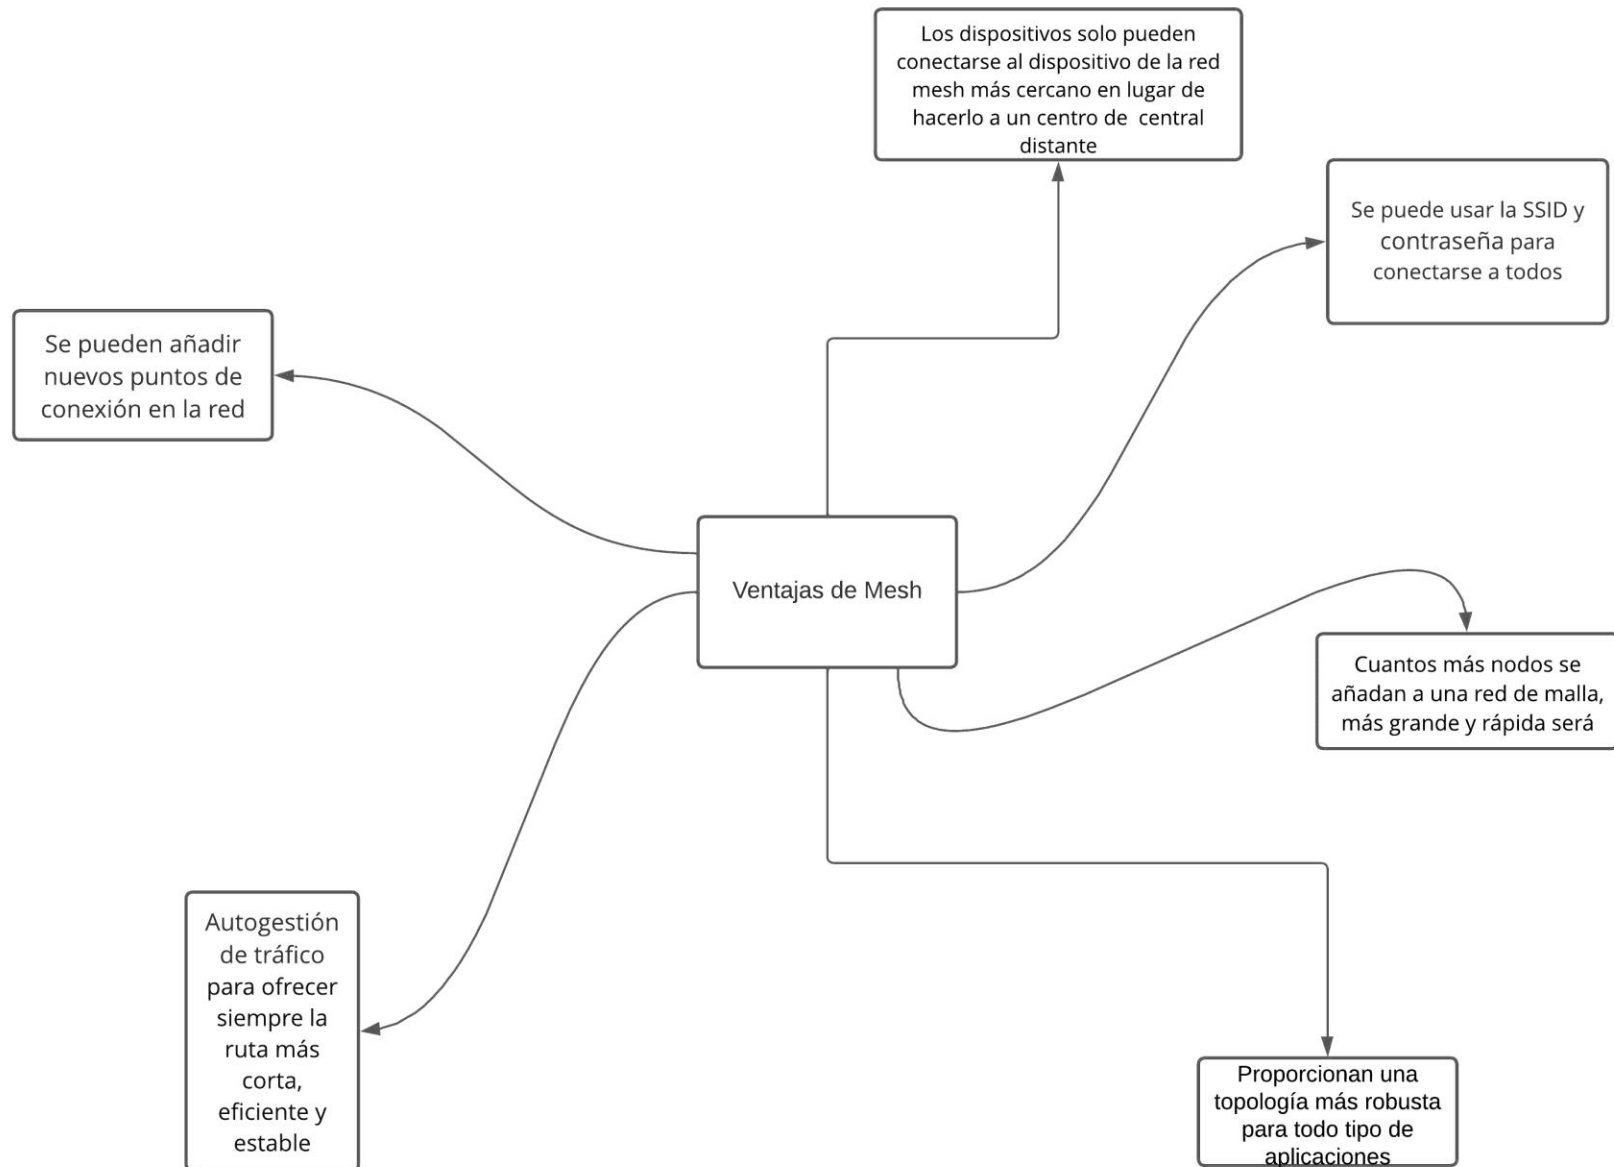 Los dispositivos solo pueden
conectarse al dispositivo de la red
mesh más cercano en lugar de
hacerlo a un centro de  central
distante
Se puede usar la SSID y
contraseña para
conectarse a todos
Se pueden añadir
nuevos puntos de
conexión en la red
Ventajas de Mesh
Cuantos más nodos se
añadan a una red de malla,
más grande y rápida será
Autogestión
de tráfico
para ofrecer
siempre la
ruta más
corta,
eficiente y
estable
Proporcionan una
topología más robusta
para todo tipo de
aplicaciones